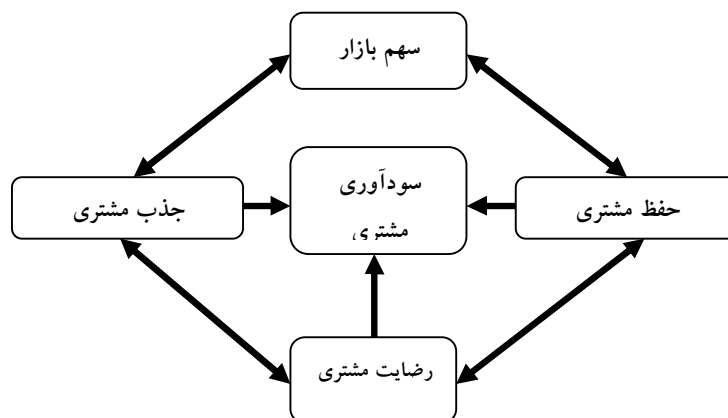 سهم بازار
سودآوری
مشتری
جذب مشتری
حفظ مشتری
رضایت مشتری